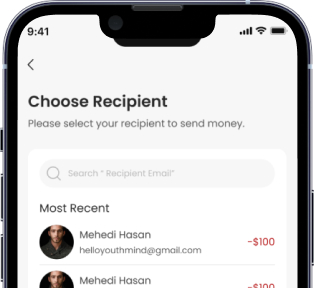 9:41
Choose Recipient
Please select your recipient to send money.
Search “ Recipient Email”
Most Recent
Mehedi Hasan
helloyouthmind@gmail.com
-$100
Mehedi Hasan
-$100